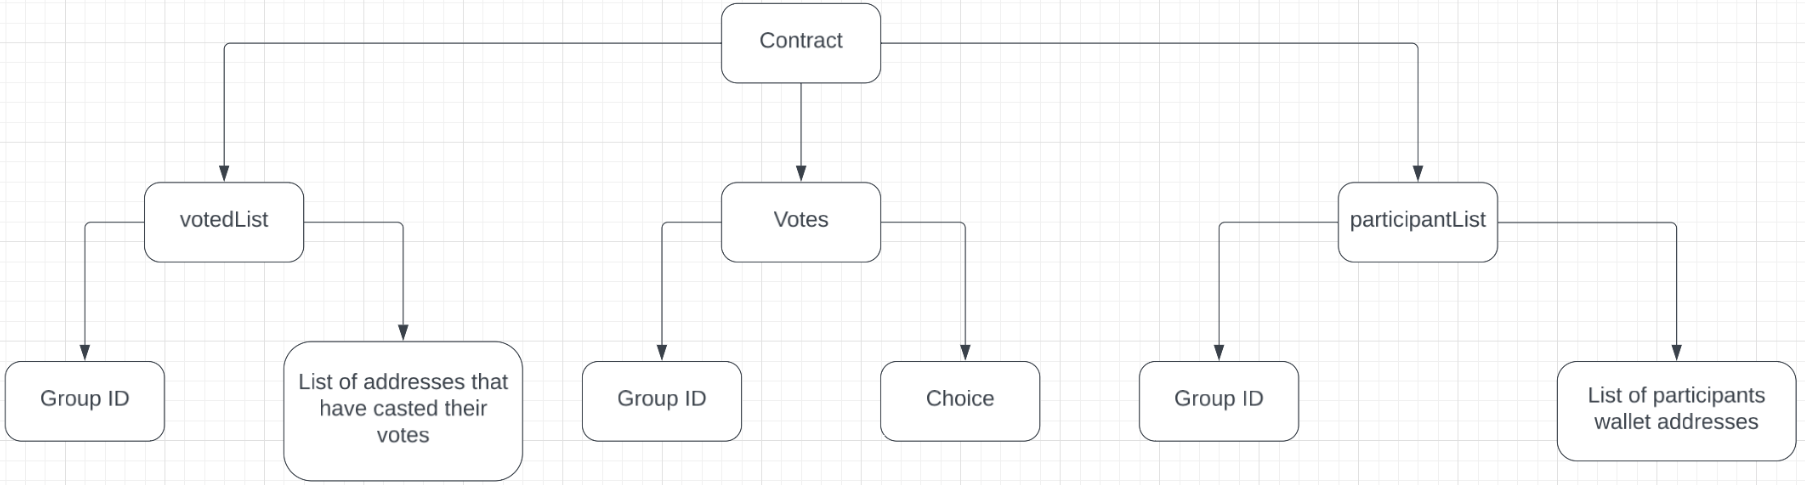 Contract
votedList
Votes
participantList
Group ID
List of addresses that
have casted their
votes
Group ID
Choice
Group ID
List of participants
wallet addresses